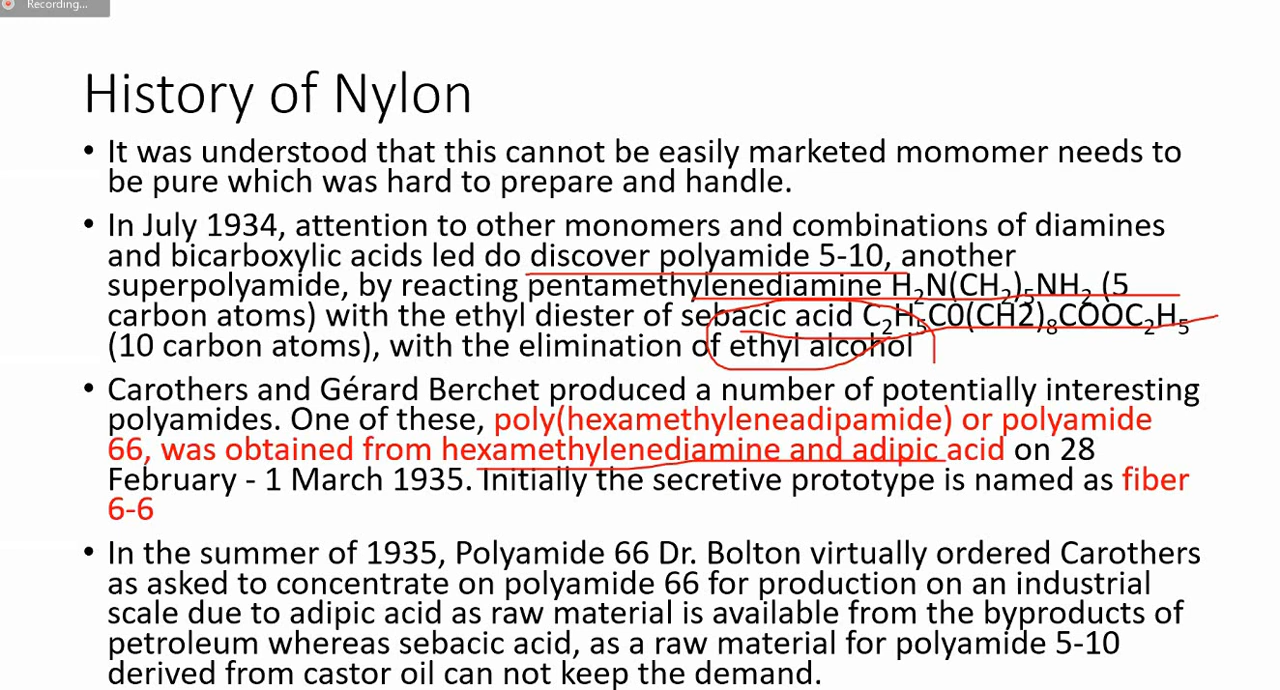 Recording...
History of Nylon
• It was understood that this cannot be easily marketed momomer needs to
be pure which was hard to prepare and handle.
• In July 1934, attention to other monomers and combinations of diamines
and bicarboxylic acids led do discover polyamide 5-10, another
superpolyamide, by reacting pentamethylenediamine H₂N(CH₂)₅NH₂ (5
carbon atoms) with the ethyl diester of sebacic acid C₂H₅C0(CH2)₈COOC₂H₅
(10 carbon atoms), with the elimination of ethyl alcohol
• Carothers and Gérard Berchet produced a number of potentially interesting
polyamides. One of these, poly(hexamethyleneadipamide) or polyamide
66, was obtained from hexamethylenediamine and adipic acid on 28
February - 1 March 1935. Initially the secretive prototype is named as fiber
6-6
• In the summer of 1935, Polyamide 66 Dr. Bolton virtually ordered Carothers
as asked to concentrate on polyamide 66 for production on an industrial
scale due to adipic acid as raw material is available from the byproducts of
petroleum whereas sebacic acid, as a raw material for polyamide 5-10
derived from castor oil can not keep the demand.